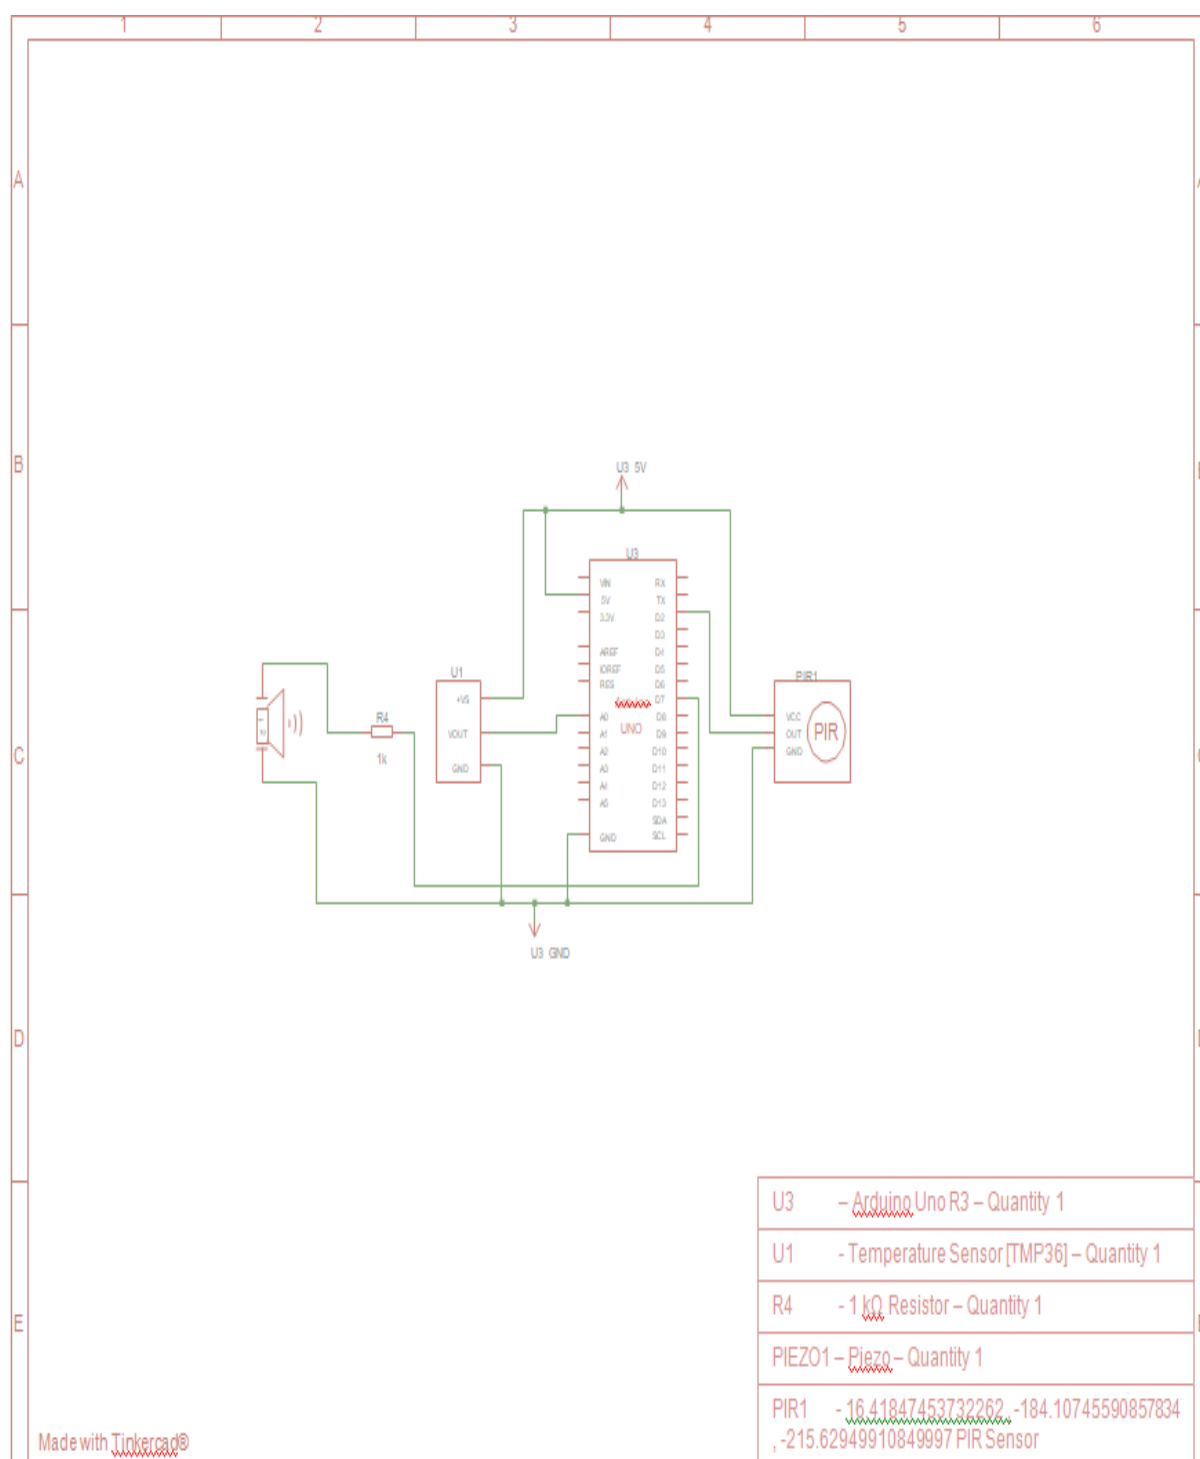 1 2 3 4 5 6
A
B
C
D
E
U3 5V
U3
VIN RX
5V TX
3.3V D2
D3
AREF D4
IOREF D5
RES D6
D7
A0 D8
A1 D9
A2 D10
A3 D11
A4 D12
A5 D13
SDA
GND SCL
UNO
U1
+VS
VOUT
GND
R4
1k
1
2
PIR1
VCC
OUT
GND
PIR
U3 GND
U3 – Arduino Uno R3 – Quantity 1
U1 - Temperature Sensor [TMP36] – Quantity 1
R4 - 1 kΩ Resistor – Quantity 1
PIEZO1 – Piezo – Quantity 1
PIR1 - 16.41847453732262 , -184.10745590857834
, -215.62949910849997 PIR Sensor
Made with Tinkercad®